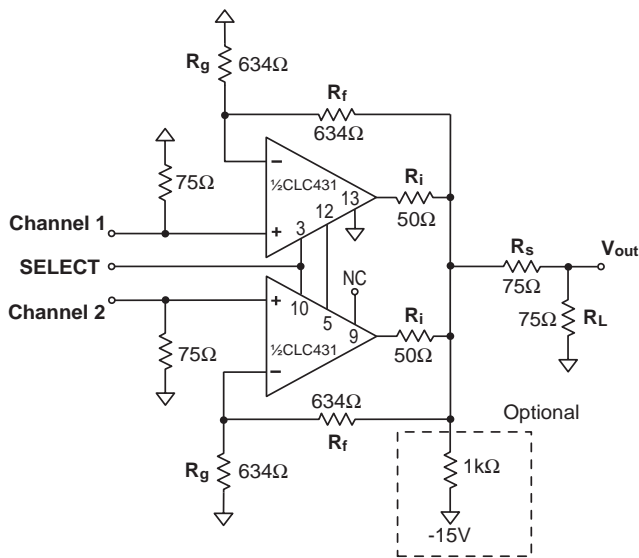 Rg
634Ω
Rf
634Ω
75Ω
½CLC431
Ri
50Ω
12
13
3
Channel 1
SELECT
NC
Channel 2
10
5
9
½CLC431
Ri
50Ω
Rs
75Ω
Vout
75Ω
RL
75Ω
634Ω
Rf
Rg
634Ω
Optional
1kΩ
-15V